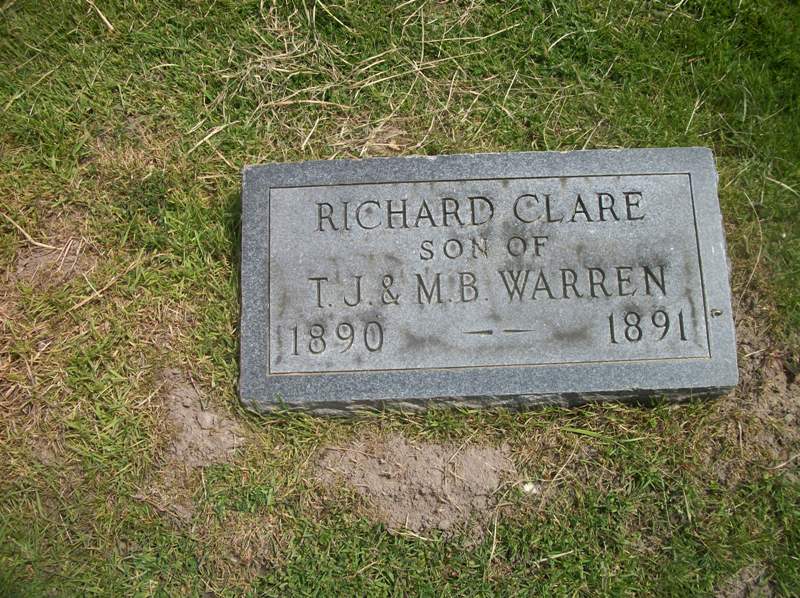 RICHARD CLARE
SON OF
T. J. & M. B. WARREN
1890 — — 1891